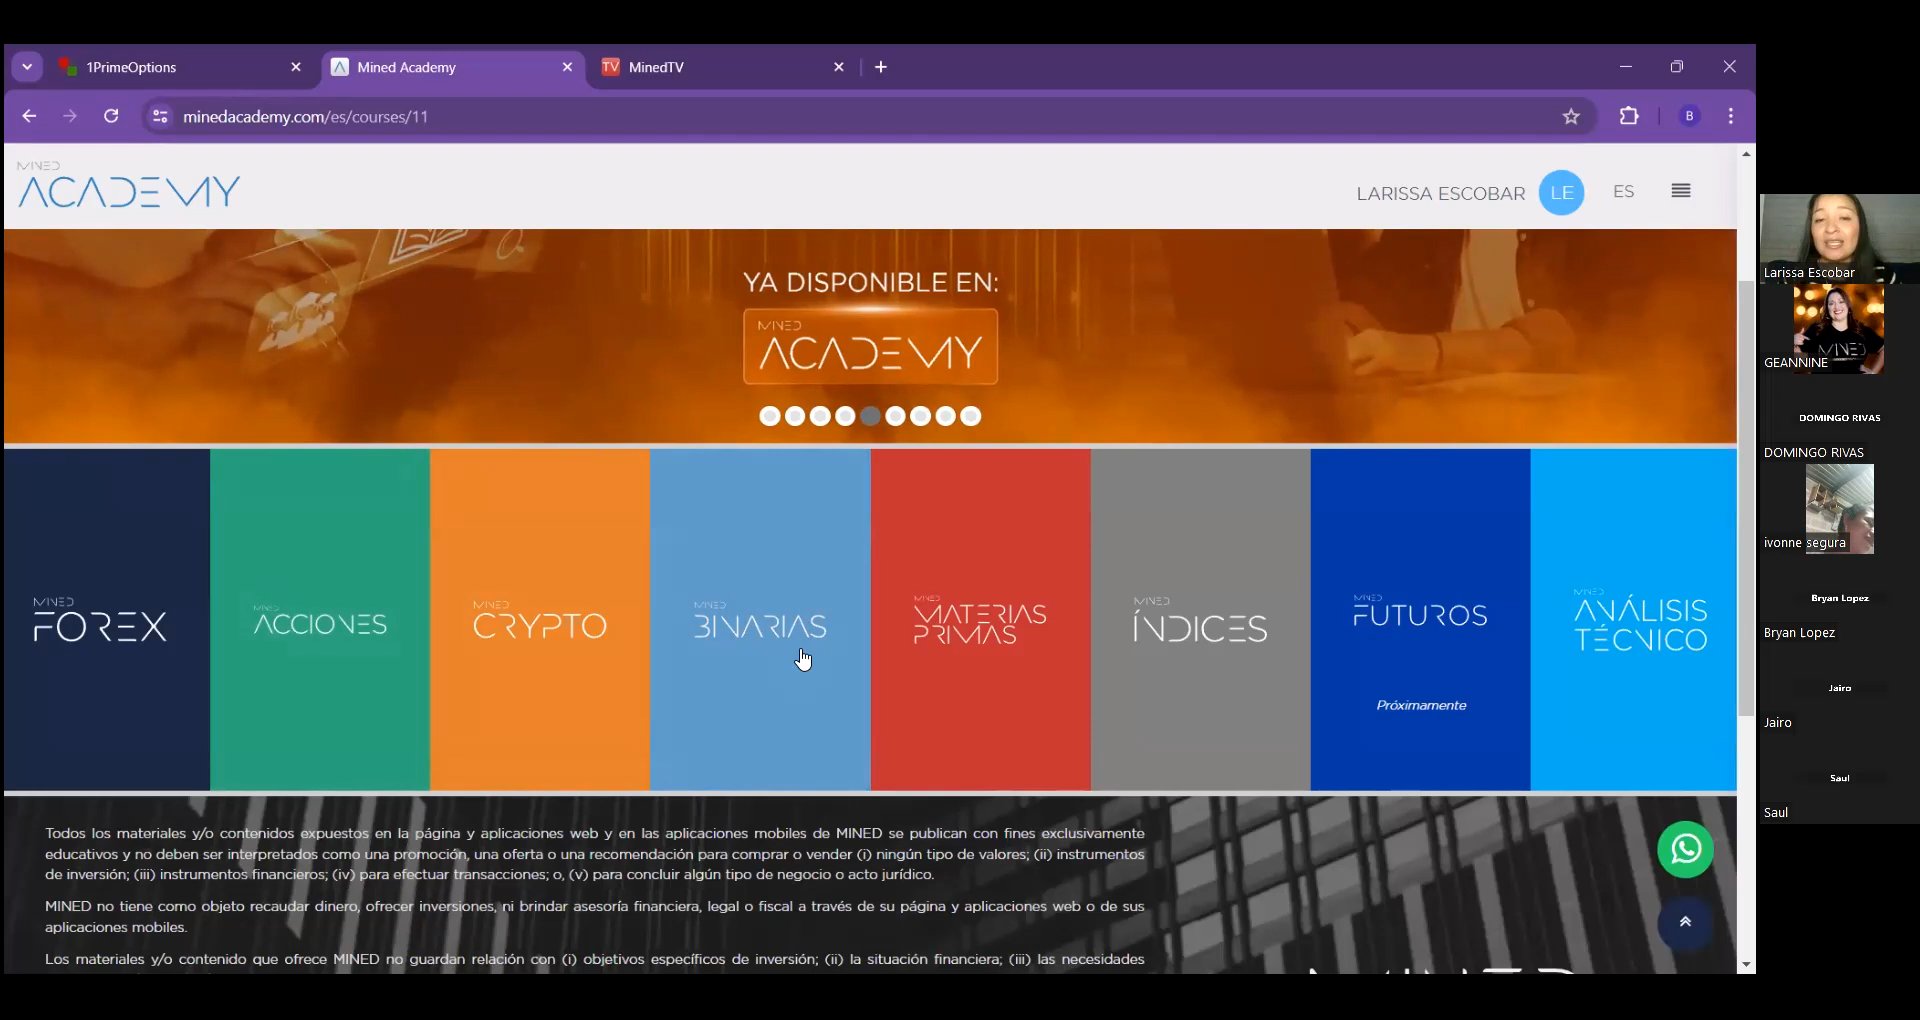 1PrimeOptions
Mined Academy
MinedTV
minedacademy.com/es/courses/11
B
MINED
ACADEMY
LARISSA ESCOBAR
LE
ES
YA DISPONIBLE EN:
MINED
ACADEMY
MINED
FOREX
MINED
ACCIONES
MINED
CRYPTO
MINED
BINARIAS
MINED
MATERIAS
PRIMAS
MINED
ÍNDICES
MINED
FUTUROS
Próximamente
MINED
ANÁLISIS
TÉCNICO
Todos los materiales y/o contenidos expuestos en la página y aplicaciones web y en las aplicaciones mobiles de MINED se publican con fines exclusivamente
educativos y no deben ser interpretados como una promoción, una oferta o una recomendación para comprar o vender (i) ningún tipo de valores; (ii) instrumentos
de inversión; (iii) instrumentos financieros; (iv) para efectuar transacciones; o, (v) para concluir algún tipo de negocio o acto jurídico.
MINED no tiene como objeto recaudar dinero, ofrecer inversiones, ni brindar asesoría financiera, legal o fiscal a través de su página y aplicaciones web o de sus
aplicaciones mobiles.
Los materiales y/o contenido que ofrece MINED no guardan relación con (i) objetivos específicos de inversión; (ii) la situación financiera; (iii) las necesidades
Larissa Escobar
MINED
GEANNINE
DOMINGO RIVAS
DOMINGO RIVAS
ivonne segura
Bryan Lopez
Bryan Lopez
Jairo
Jairo
Saul
Saul